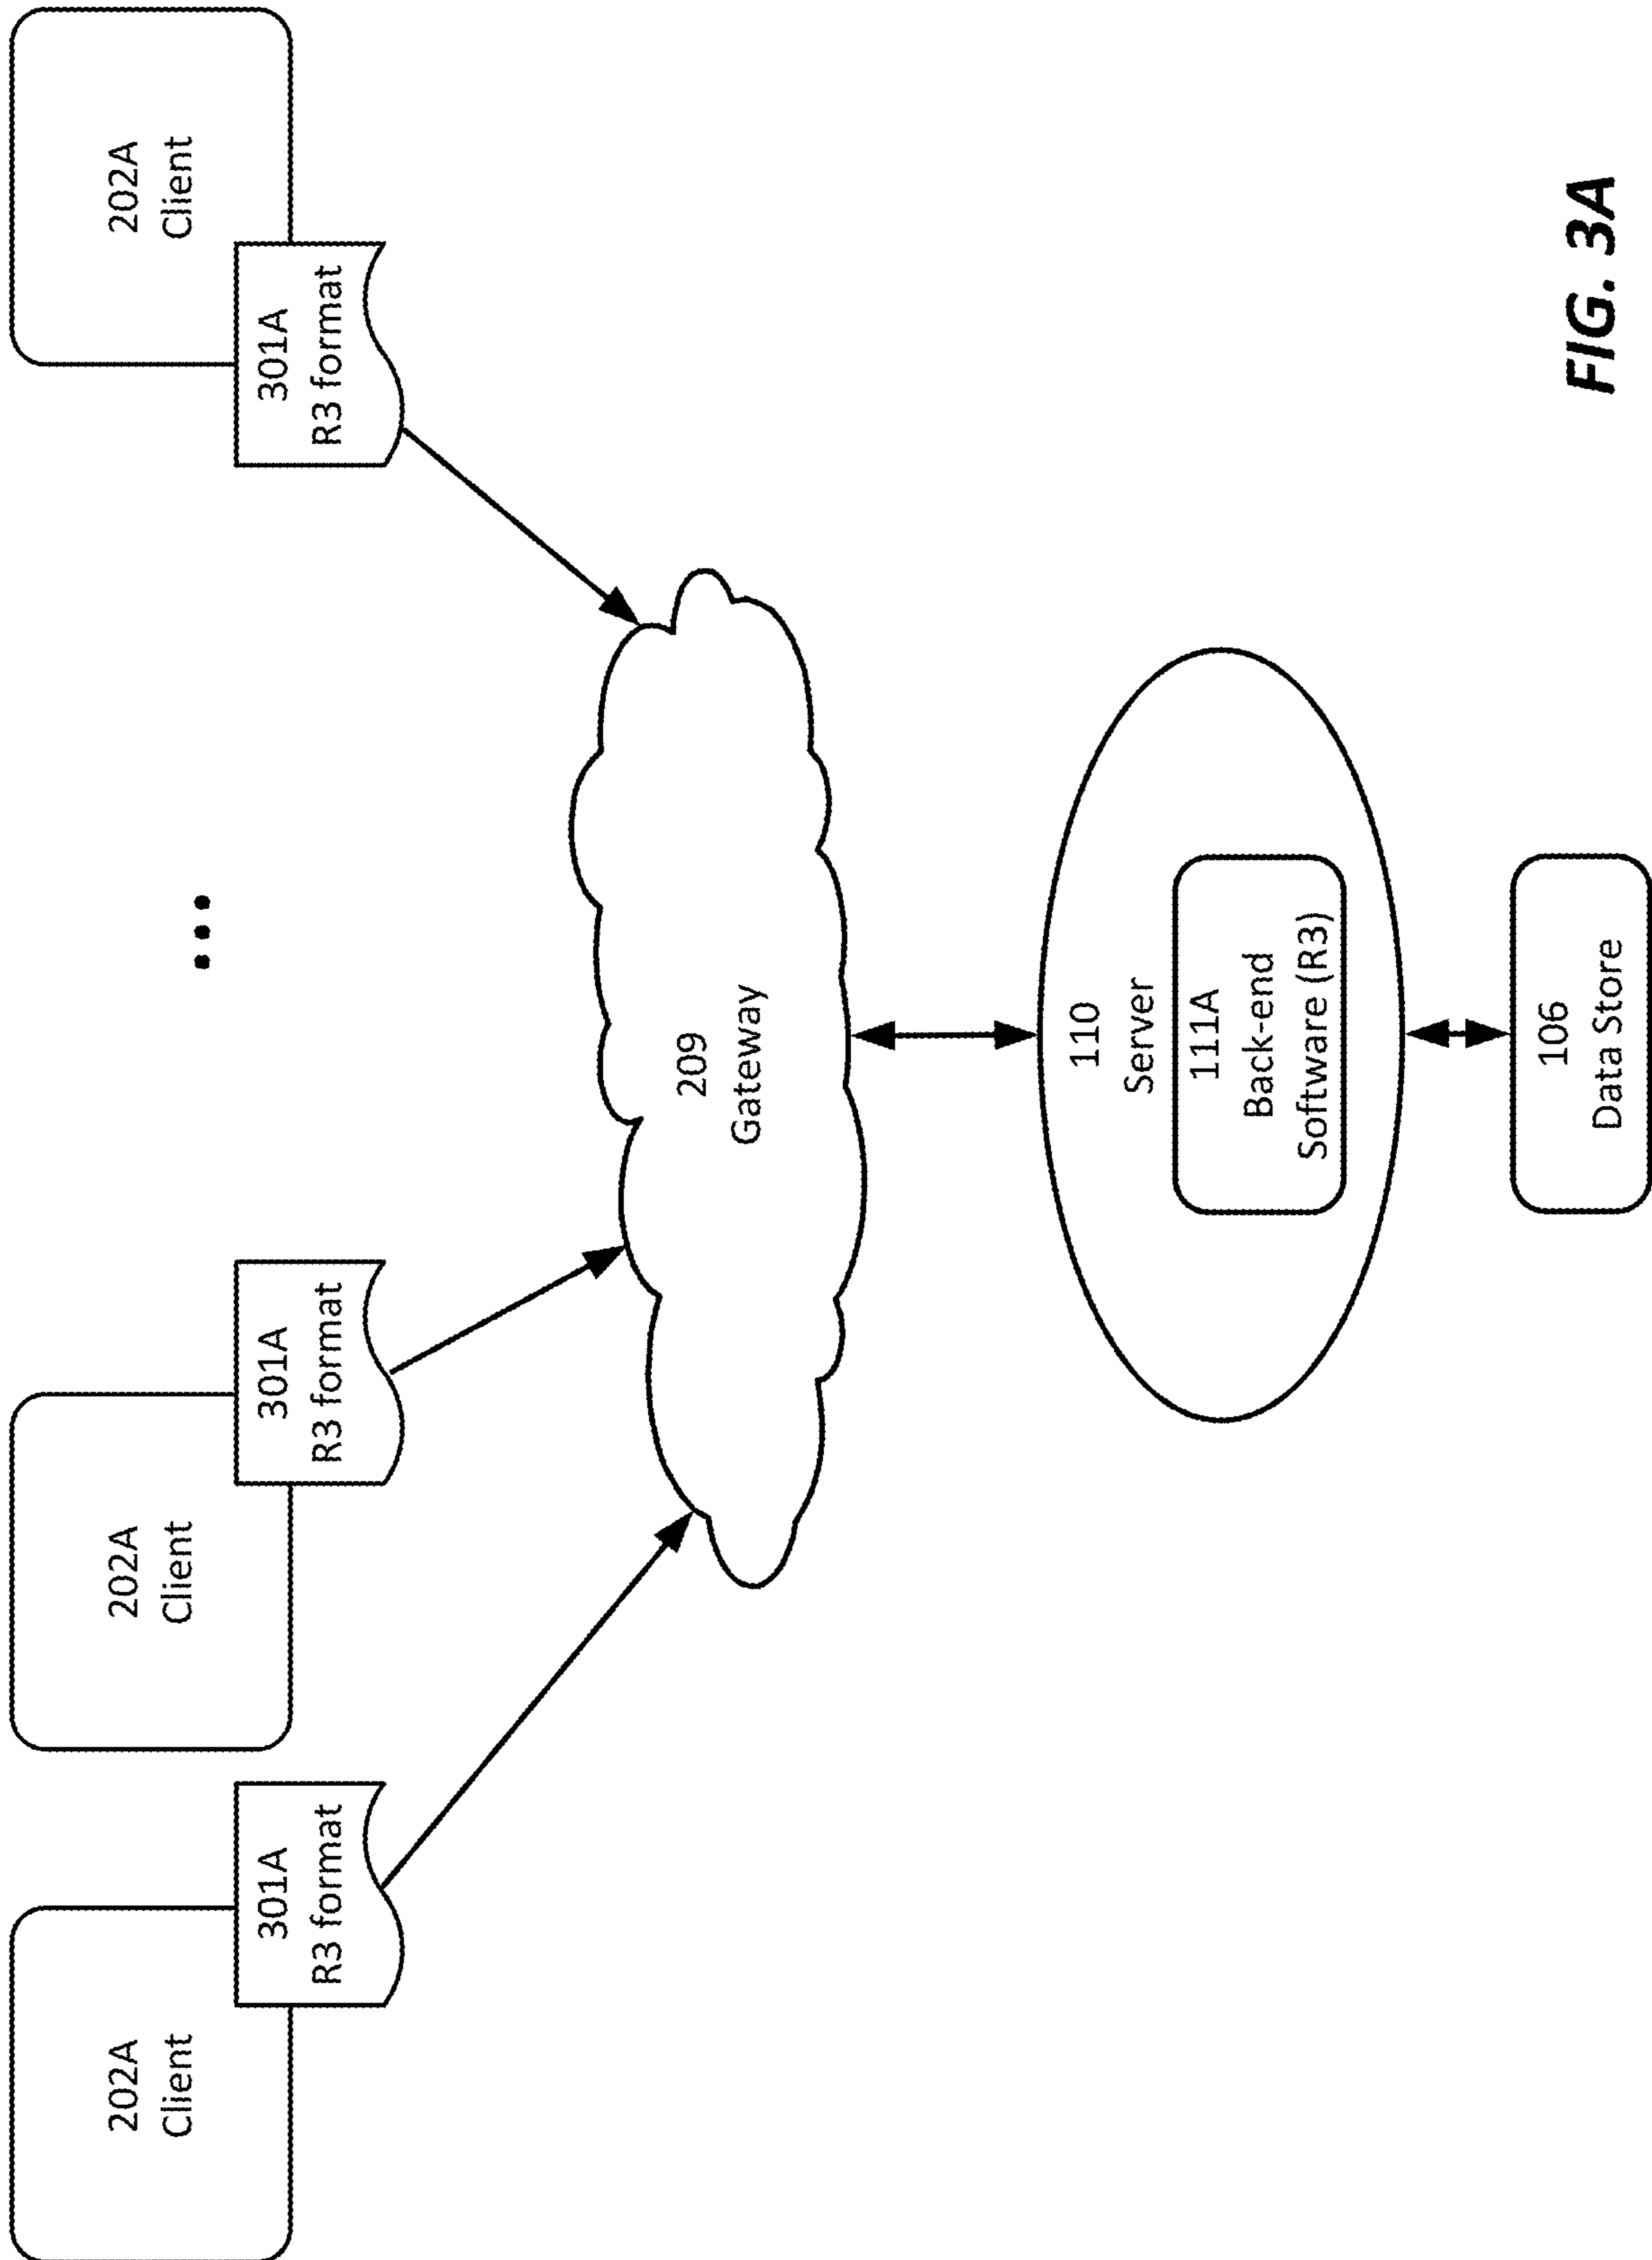 202A
Client
301A
R3 format
202A
Client
301A
R3 format
...
202A
Client
301A
R3 format
209
Gateway
110
Server
111A
Back-end
Software (R3)
106
Data Store
FIG. 3A